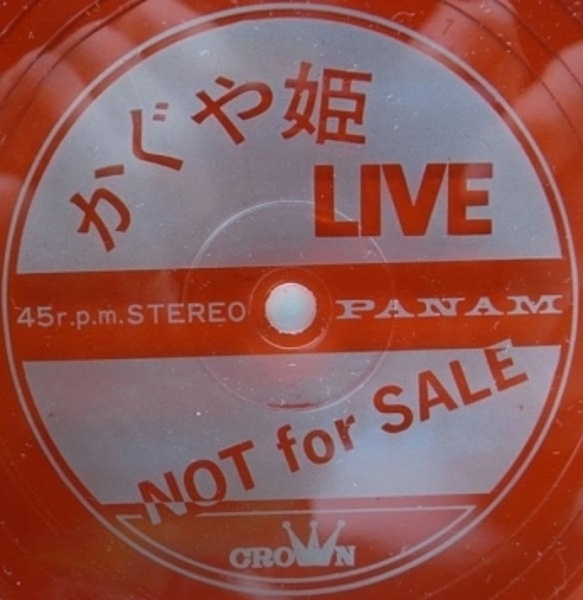 かぐや姫
LIVE
45r.p.m.STEREO PANAM
NOT for SALE
CROWN